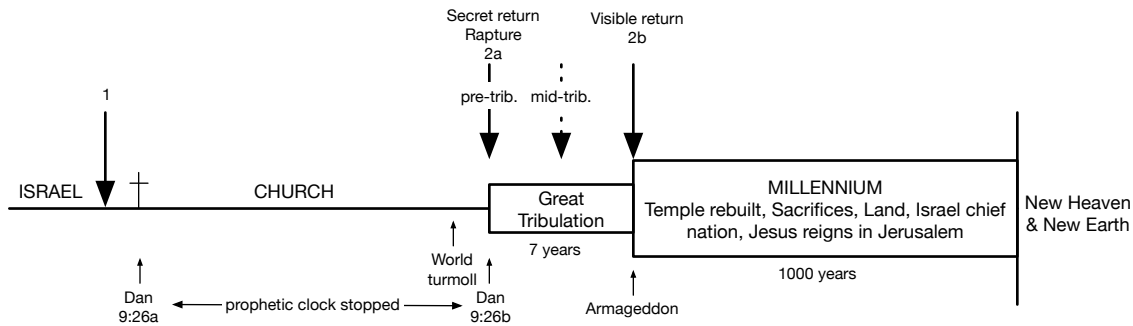 Secret return
Rapture
2a
Visible return
2b
1
pre-trib.
mid-trib.
ISRAEL
CHURCH
Great
Tribulation
MILLENNIUM
Temple rebuilt, Sacrifices, Land, Israel chief
nation, Jesus reigns in Jerusalem
New Heaven
& New Earth
7 years
World
turmoll
1000 years
Dan
9:26a
prophetic clock stopped
Dan
9:26b
Armageddon